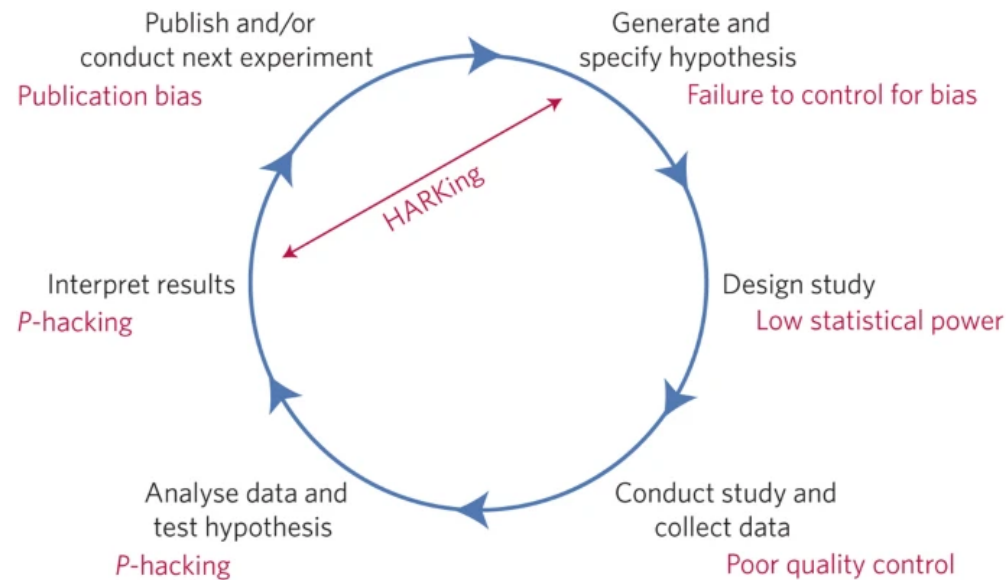 Publish and/or
conduct next experiment
Publication bias
Generate and
specify hypothesis
Failure to control for bias
HARKing
Interpret results
P-hacking
Design study
Low statistical power
Analyse data and
test hypothesis
P-hacking
Conduct study and
collect data
Poor quality control